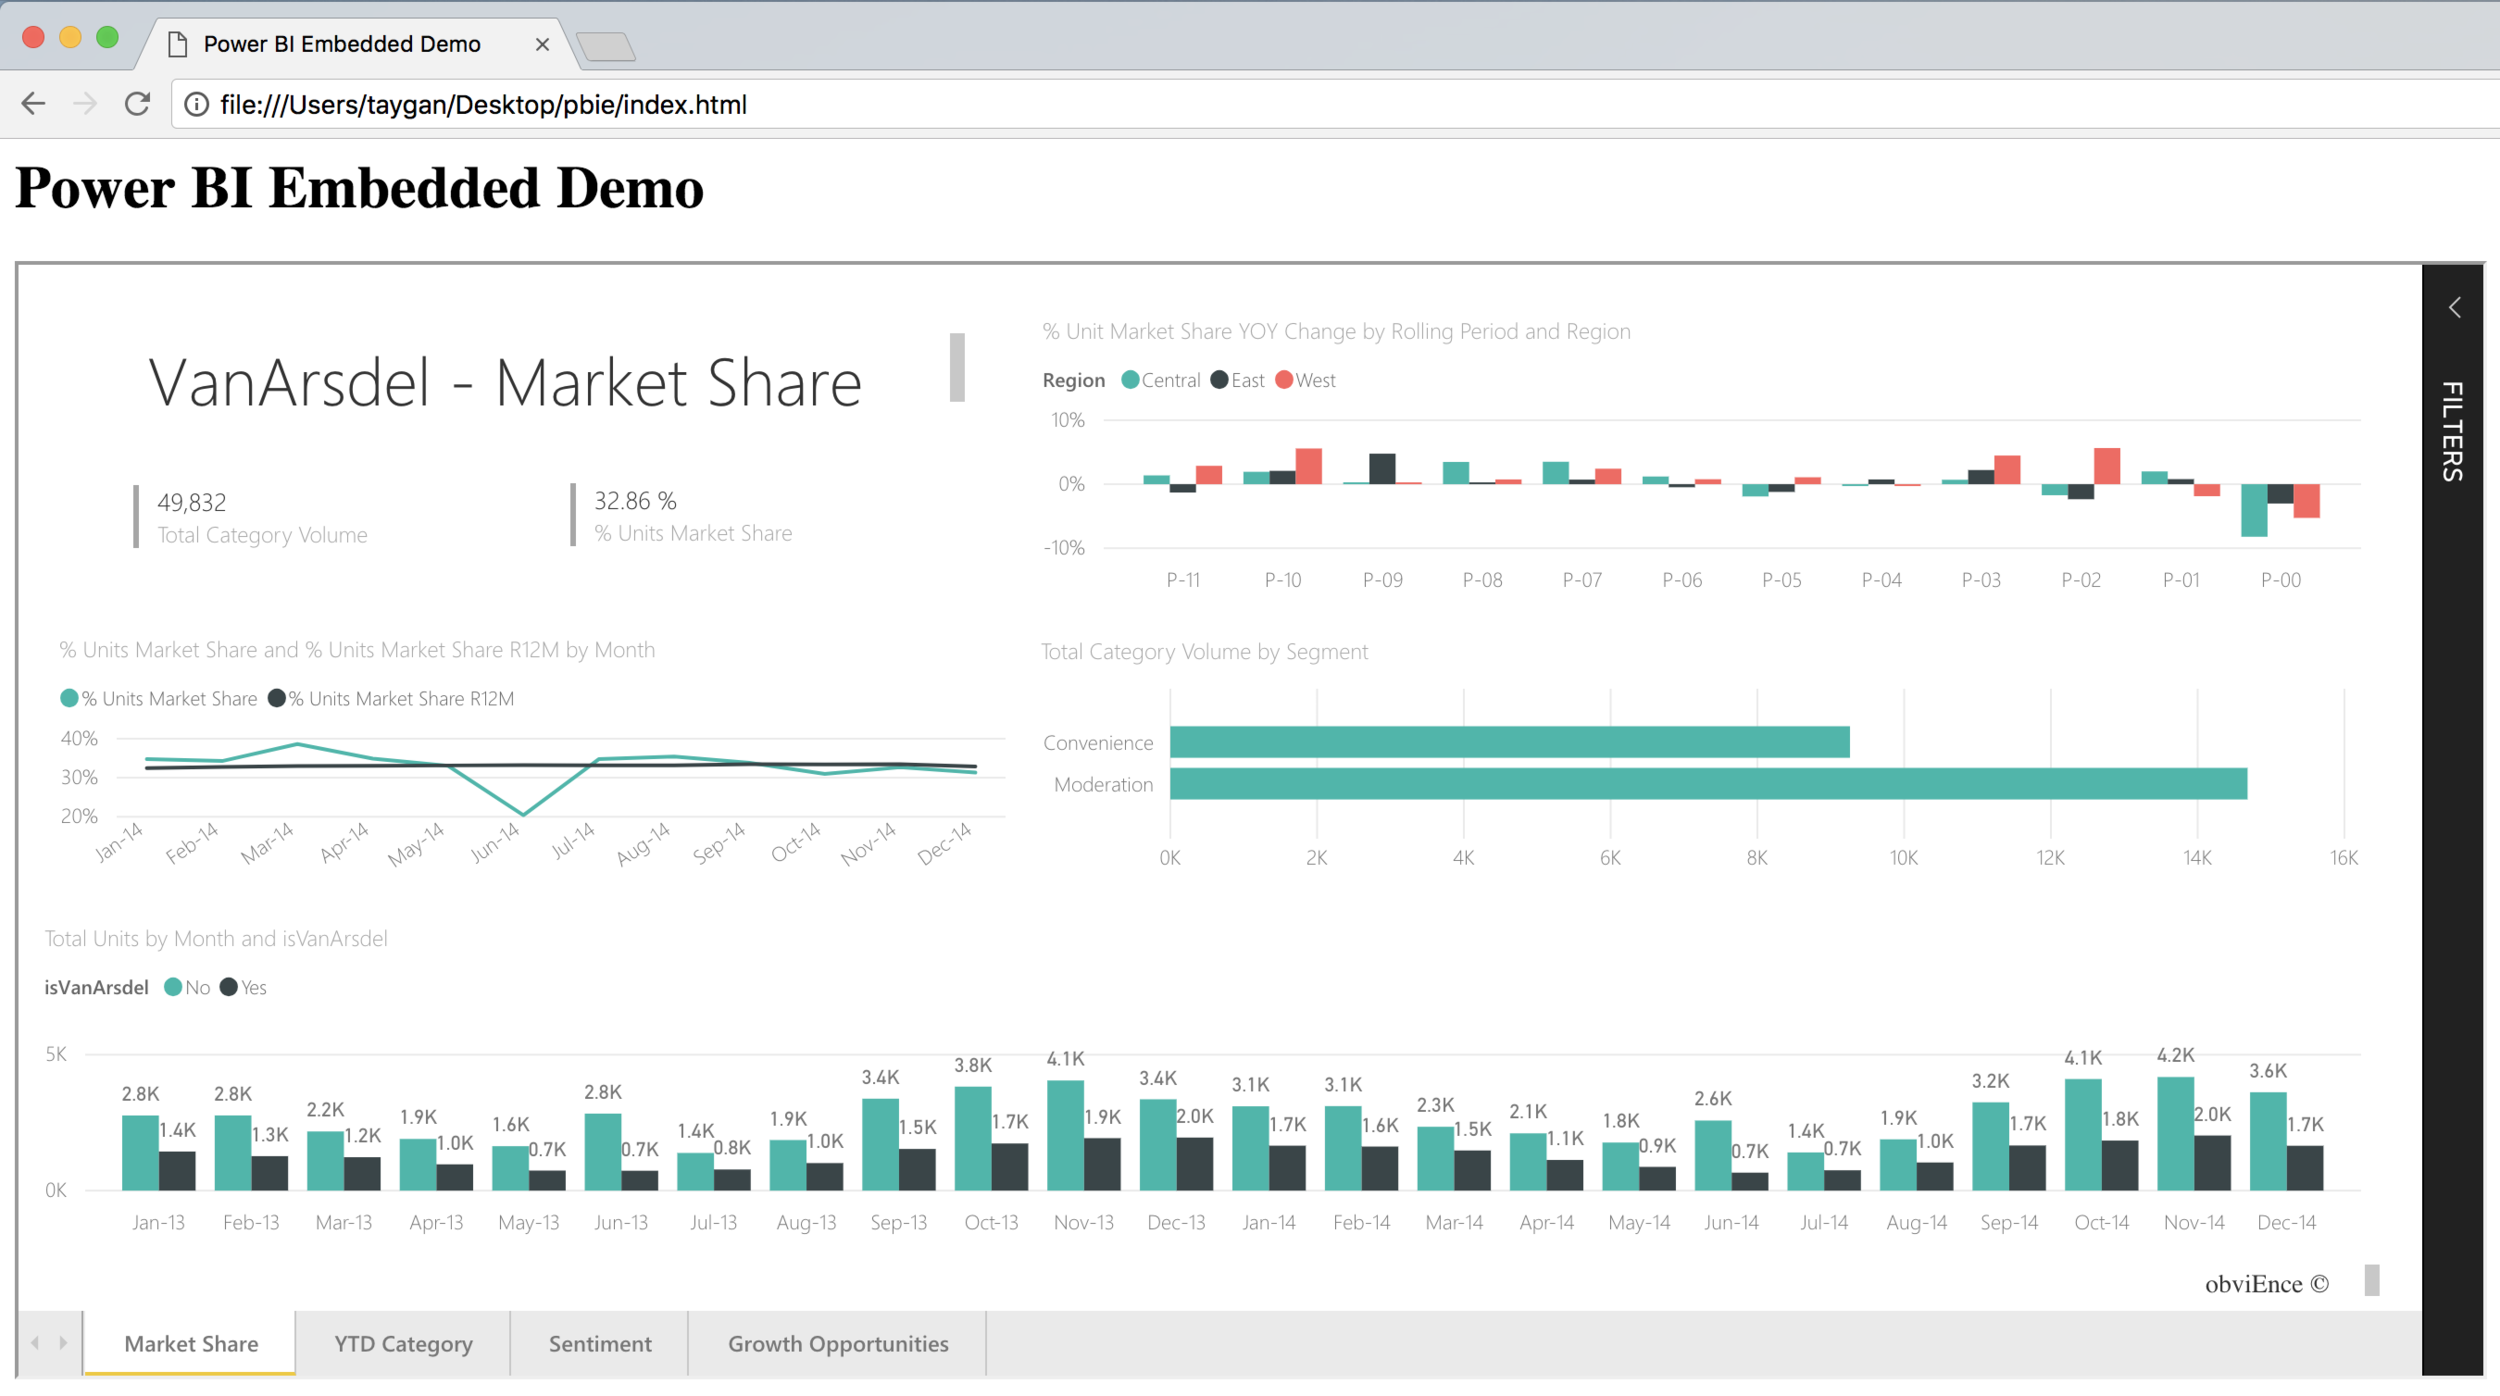 Power BI Embedded Demo
file:///Users/taygan/Desktop/pbie/index.html
Power BI Embedded Demo
VanArsdel - Market Share
49,832
Total Category Volume
32.86 %
% Units Market Share
% Unit Market Share YOY Change by Rolling Period and Region
Region Central East West
10%
0%
-10%
P-11 P-10 P-09 P-08 P-07 P-06 P-05 P-04 P-03 P-02 P-01 P-00
FILTERS
% Units Market Share and % Units Market Share R12M by Month
% Units Market Share % Units Market Share R12M
40%
30%
20%
Jan-14 Feb-14 Mar-14 Apr-14 May-14 Jun-14 Jul-14 Aug-14 Sep-14 Oct-14 Nov-14 Dec-14
Total Category Volume by Segment
Convenience
Moderation
0K 2K 4K 6K 8K 10K 12K 14K 16K
Total Units by Month and isVanArsdel
isVanArsdel No Yes
5K
0K
2.8K 1.4K 2.8K 1.3K 2.2K 1.2K 1.9K 1.0K 1.6K 0.7K 2.8K 0.7K 1.4K 0.8K 1.9K 1.0K 3.4K 1.5K 3.8K 1.7K 4.1K 1.9K 3.4K 2.0K 3.1K 1.7K 3.1K 1.6K 2.3K 1.5K 2.1K 1.1K 1.8K 0.9K 2.6K 0.7K 1.4K 0.7K 1.9K 1.0K 3.2K 1.7K 4.1K 1.8K 4.2K 2.0K 3.6K 1.7K
Jan-13 Feb-13 Mar-13 Apr-13 May-13 Jun-13 Jul-13 Aug-13 Sep-13 Oct-13 Nov-13 Dec-13 Jan-14 Feb-14 Mar-14 Apr-14 May-14 Jun-14 Jul-14 Aug-14 Sep-14 Oct-14 Nov-14 Dec-14
obviEnce ©
Market Share YTD Category Sentiment Growth Opportunities